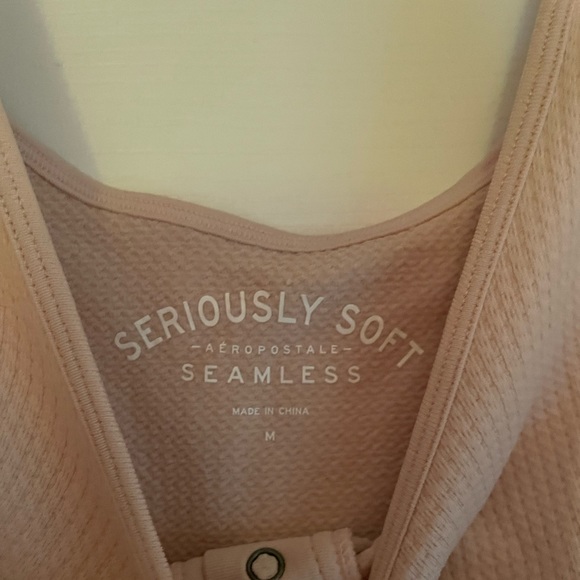 SERIOUSLY SOFT
-AÉROPOSTALE-
SEAMLESS
MADE IN CHINA
M